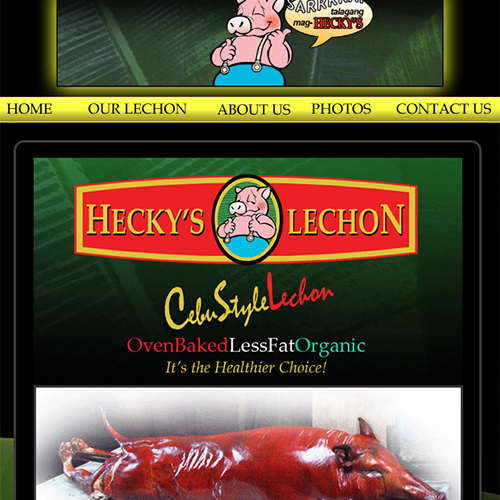 talagang
mag-HECKY'S
HOME OUR LECHON ABOUT US PHOTOS CONTACT US
HECKY'S LECHON
CebuStyleLechon
OvenBakedLessFatOrganic
It's the Healthier Choice!